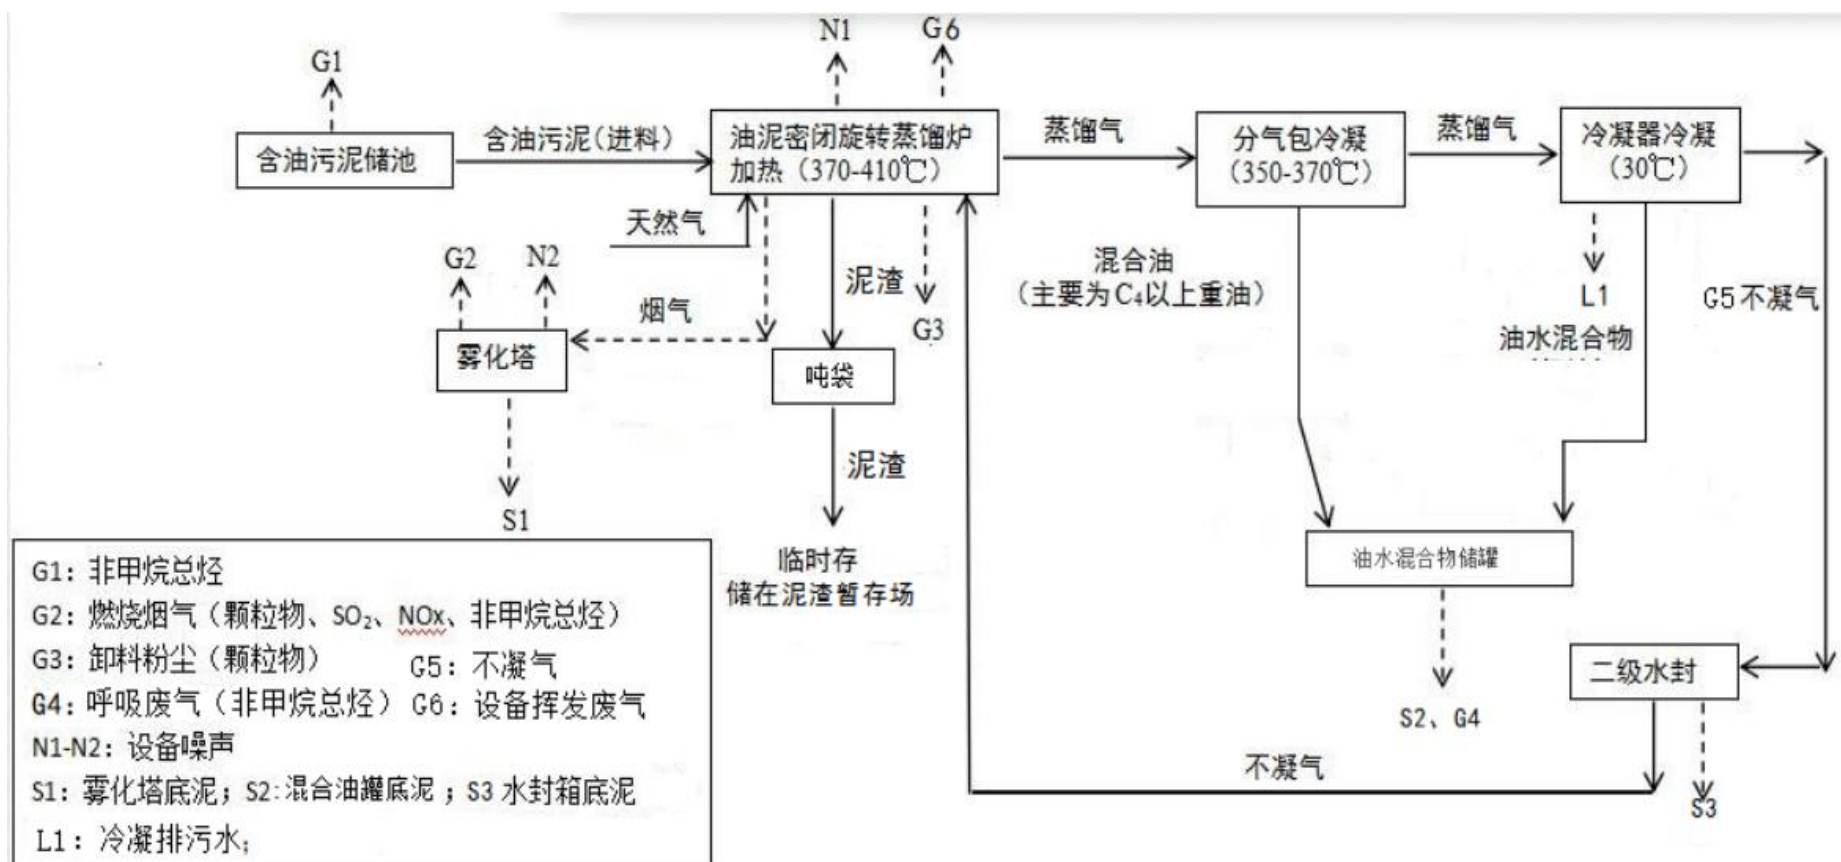 N1
G6
G1
含油污泥储池
含油污泥(进料)
油泥密闭旋转蒸馏炉
加热（370-410℃）
蒸馏气
分气包冷凝
（350-370℃）
蒸馏气
冷凝器冷凝
（30℃）
天然气
G2
N2
烟气
雾化塔
泥渣
G3
吨袋
混合油
（主要为C₄以上重油）
L1
油水混合物
G5不凝气
S1
泥渣
临时存
储在泥渣暂存场
油水混合物储罐
S2、G4
二级水封
不凝气
S3
G1：非甲烷总烃
G2：燃烧烟气（颗粒物、SO₂、NOx、非甲烷总烃）
G3：卸料粉尘（颗粒物） G5：不凝气
G4：呼吸废气（非甲烷总烃） G6：设备挥发废气
N1-N2：设备噪声
S1：雾化塔底泥；S2:混合油罐底泥；S3 水封箱底泥
L1：冷凝排污水;